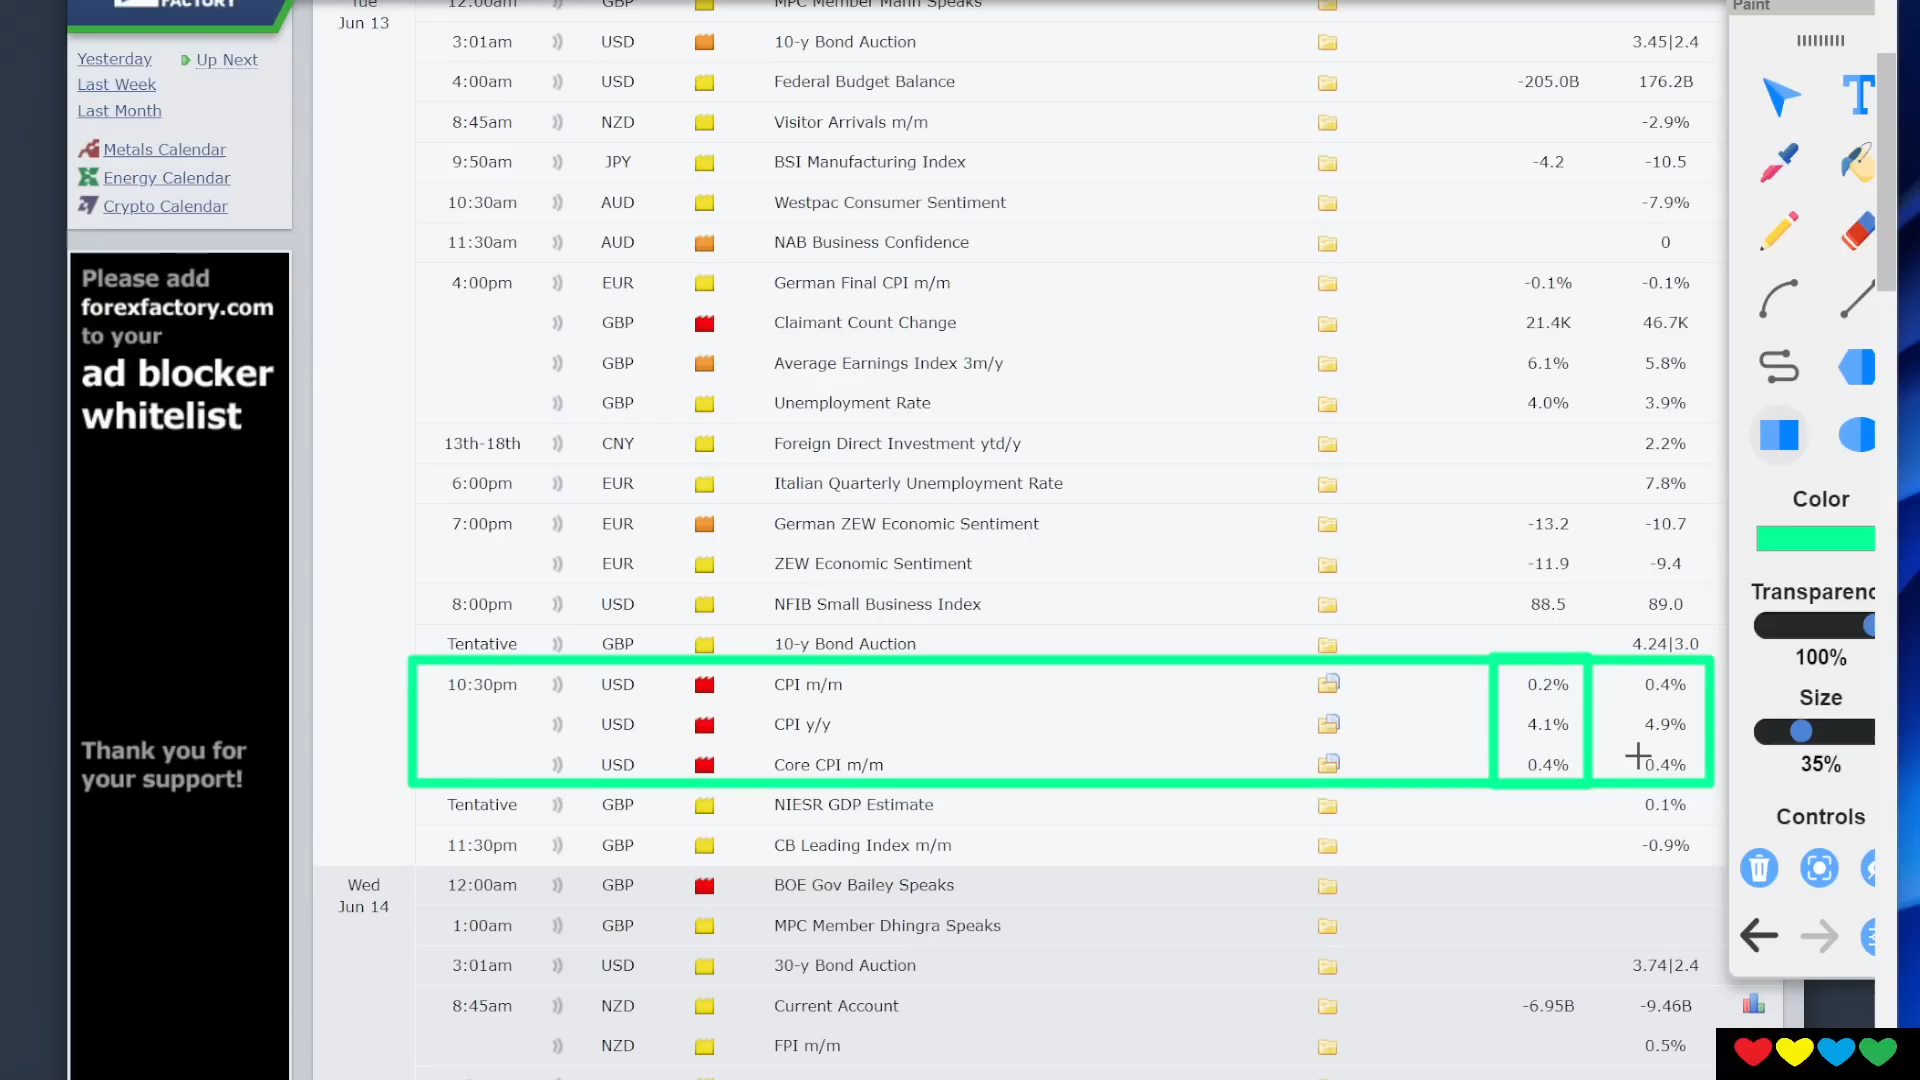 FACTORY
Yesterday Up Next
Last Week
Last Month
Metals Calendar
Energy Calendar
Crypto Calendar
Please add
forexfactory.com
to your
ad blocker
whitelist
Thank you for
your support!
Tue 12:00am GBP MPC Member Mann Speaks
Jun 13
3:01am USD 10-y Bond Auction 3.45|2.4
4:00am USD Federal Budget Balance -205.0B 176.2B
8:45am NZD Visitor Arrivals m/m -2.9%
9:50am JPY BSI Manufacturing Index -4.2 -10.5
10:30am AUD Westpac Consumer Sentiment -7.9%
11:30am AUD NAB Business Confidence 0
4:00pm EUR German Final CPI m/m -0.1% -0.1%
GBP Claimant Count Change 21.4K 46.7K
GBP Average Earnings Index 3m/y 6.1% 5.8%
GBP Unemployment Rate 4.0% 3.9%
13th-18th CNY Foreign Direct Investment ytd/y 2.2%
6:00pm EUR Italian Quarterly Unemployment Rate 7.8%
7:00pm EUR German ZEW Economic Sentiment -13.2 -10.7
EUR ZEW Economic Sentiment -11.9 -9.4
8:00pm USD NFIB Small Business Index 88.5 89.0
Tentative GBP 10-y Bond Auction 4.24|3.0
10:30pm USD CPI m/m 0.2% 0.4%
USD CPI y/y 4.1% 4.9%
USD Core CPI m/m 0.4% 0.4%
Tentative GBP NIESR GDP Estimate 0.1%
11:30pm GBP CB Leading Index m/m -0.9%
Wed 12:00am GBP BOE Gov Bailey Speaks
Jun 14
1:00am GBP MPC Member Dhingra Speaks
3:01am USD 30-y Bond Auction 3.74|2.4
8:45am NZD Current Account -6.95B -9.46B
NZD FPI m/m 0.5%
Paint
T
Color
Transparenc
100%
Size
35%
Controls